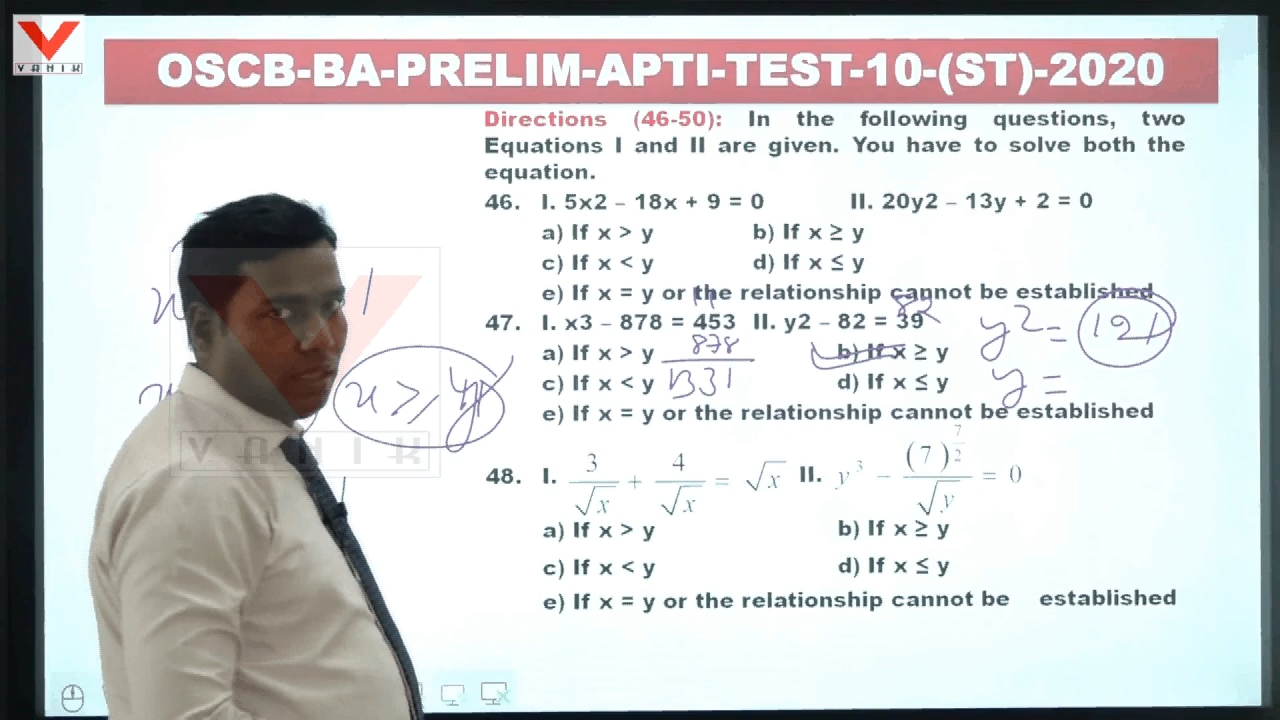 VANIK
OSCB-BA-PRELIM-APTI-TEST-10-(ST)-2020
Directions (46-50): In the following questions, two
Equations I and II are given. You have to solve both the
equation.
46. I. 5x2 – 18x + 9 = 0 II. 20y2 – 13y + 2 = 0
a) If x > y b) If x ≥ y
c) If x < y d) If x ≤ y
e) If x = y or the relationship cannot be established
47. I. x3 – 878 = 453 II. y2 – 82 = 39
82
y2 = 121
a) If x > y b) If x ≥ y
878
c) If x < y d) If x ≤ y
1331
y =
x ≥ y
e) If x = y or the relationship cannot be established
VANIK
48. I. 3/√x + 4/√x = √x II. y³ – (7)^(7/2)/√y = 0
a) If x > y b) If x ≥ y
c) If x < y d) If x ≤ y
e) If x = y or the relationship cannot be established